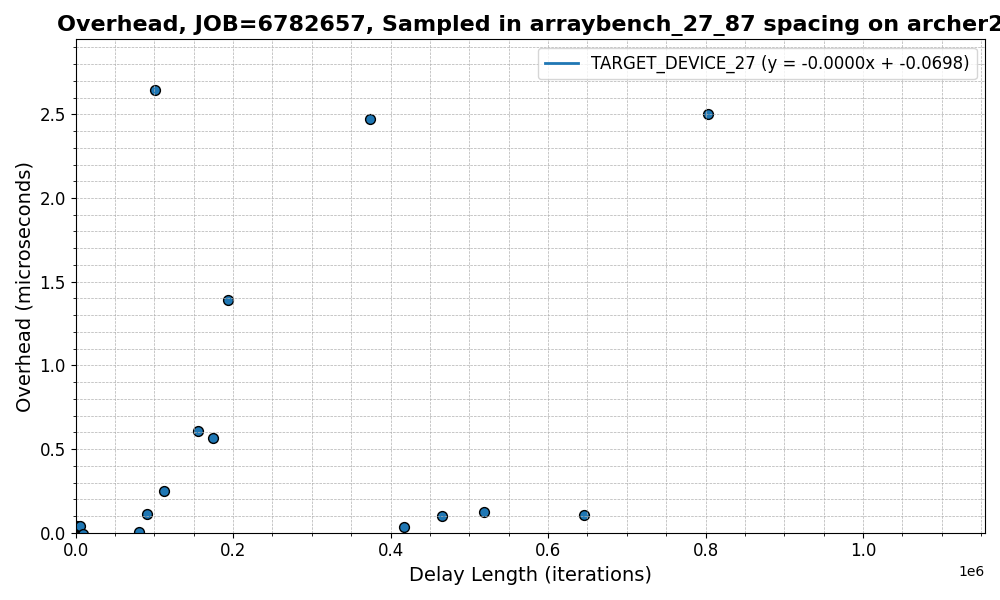 Overhead, JOB=6782657, Sampled in arraybench_27_87 spacing on archer2
TARGET_DEVICE_27 (y = -0.0000x + -0.0698)
Overhead (microseconds)
2.5
2.0
1.5
1.0
0.5
0.0
0.0 0.2 0.4 0.6 0.8 1.0
1e6
Delay Length (iterations)